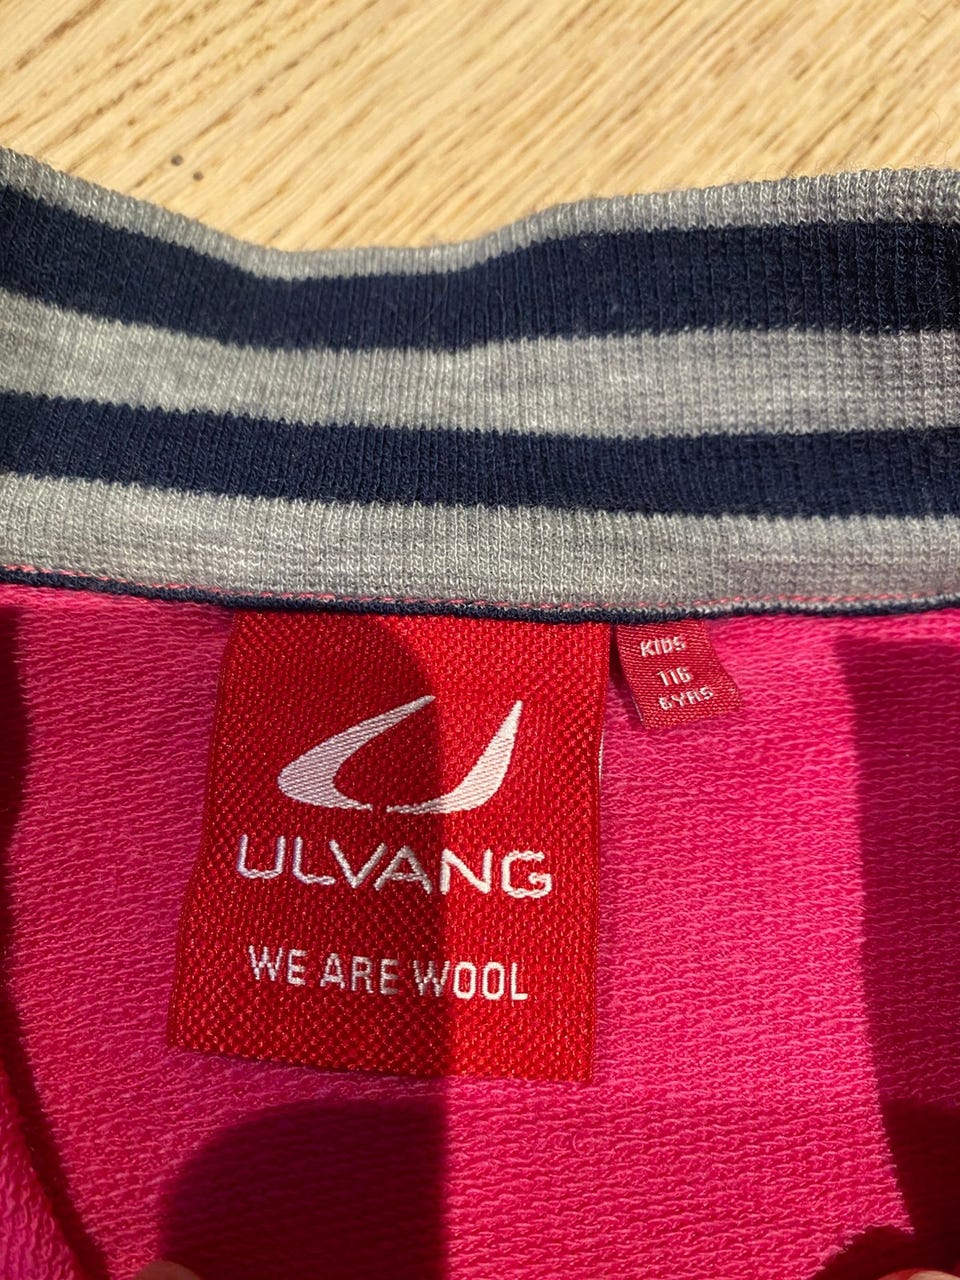 ULVANG
WE ARE WOOL
KIDS
116
6YRS